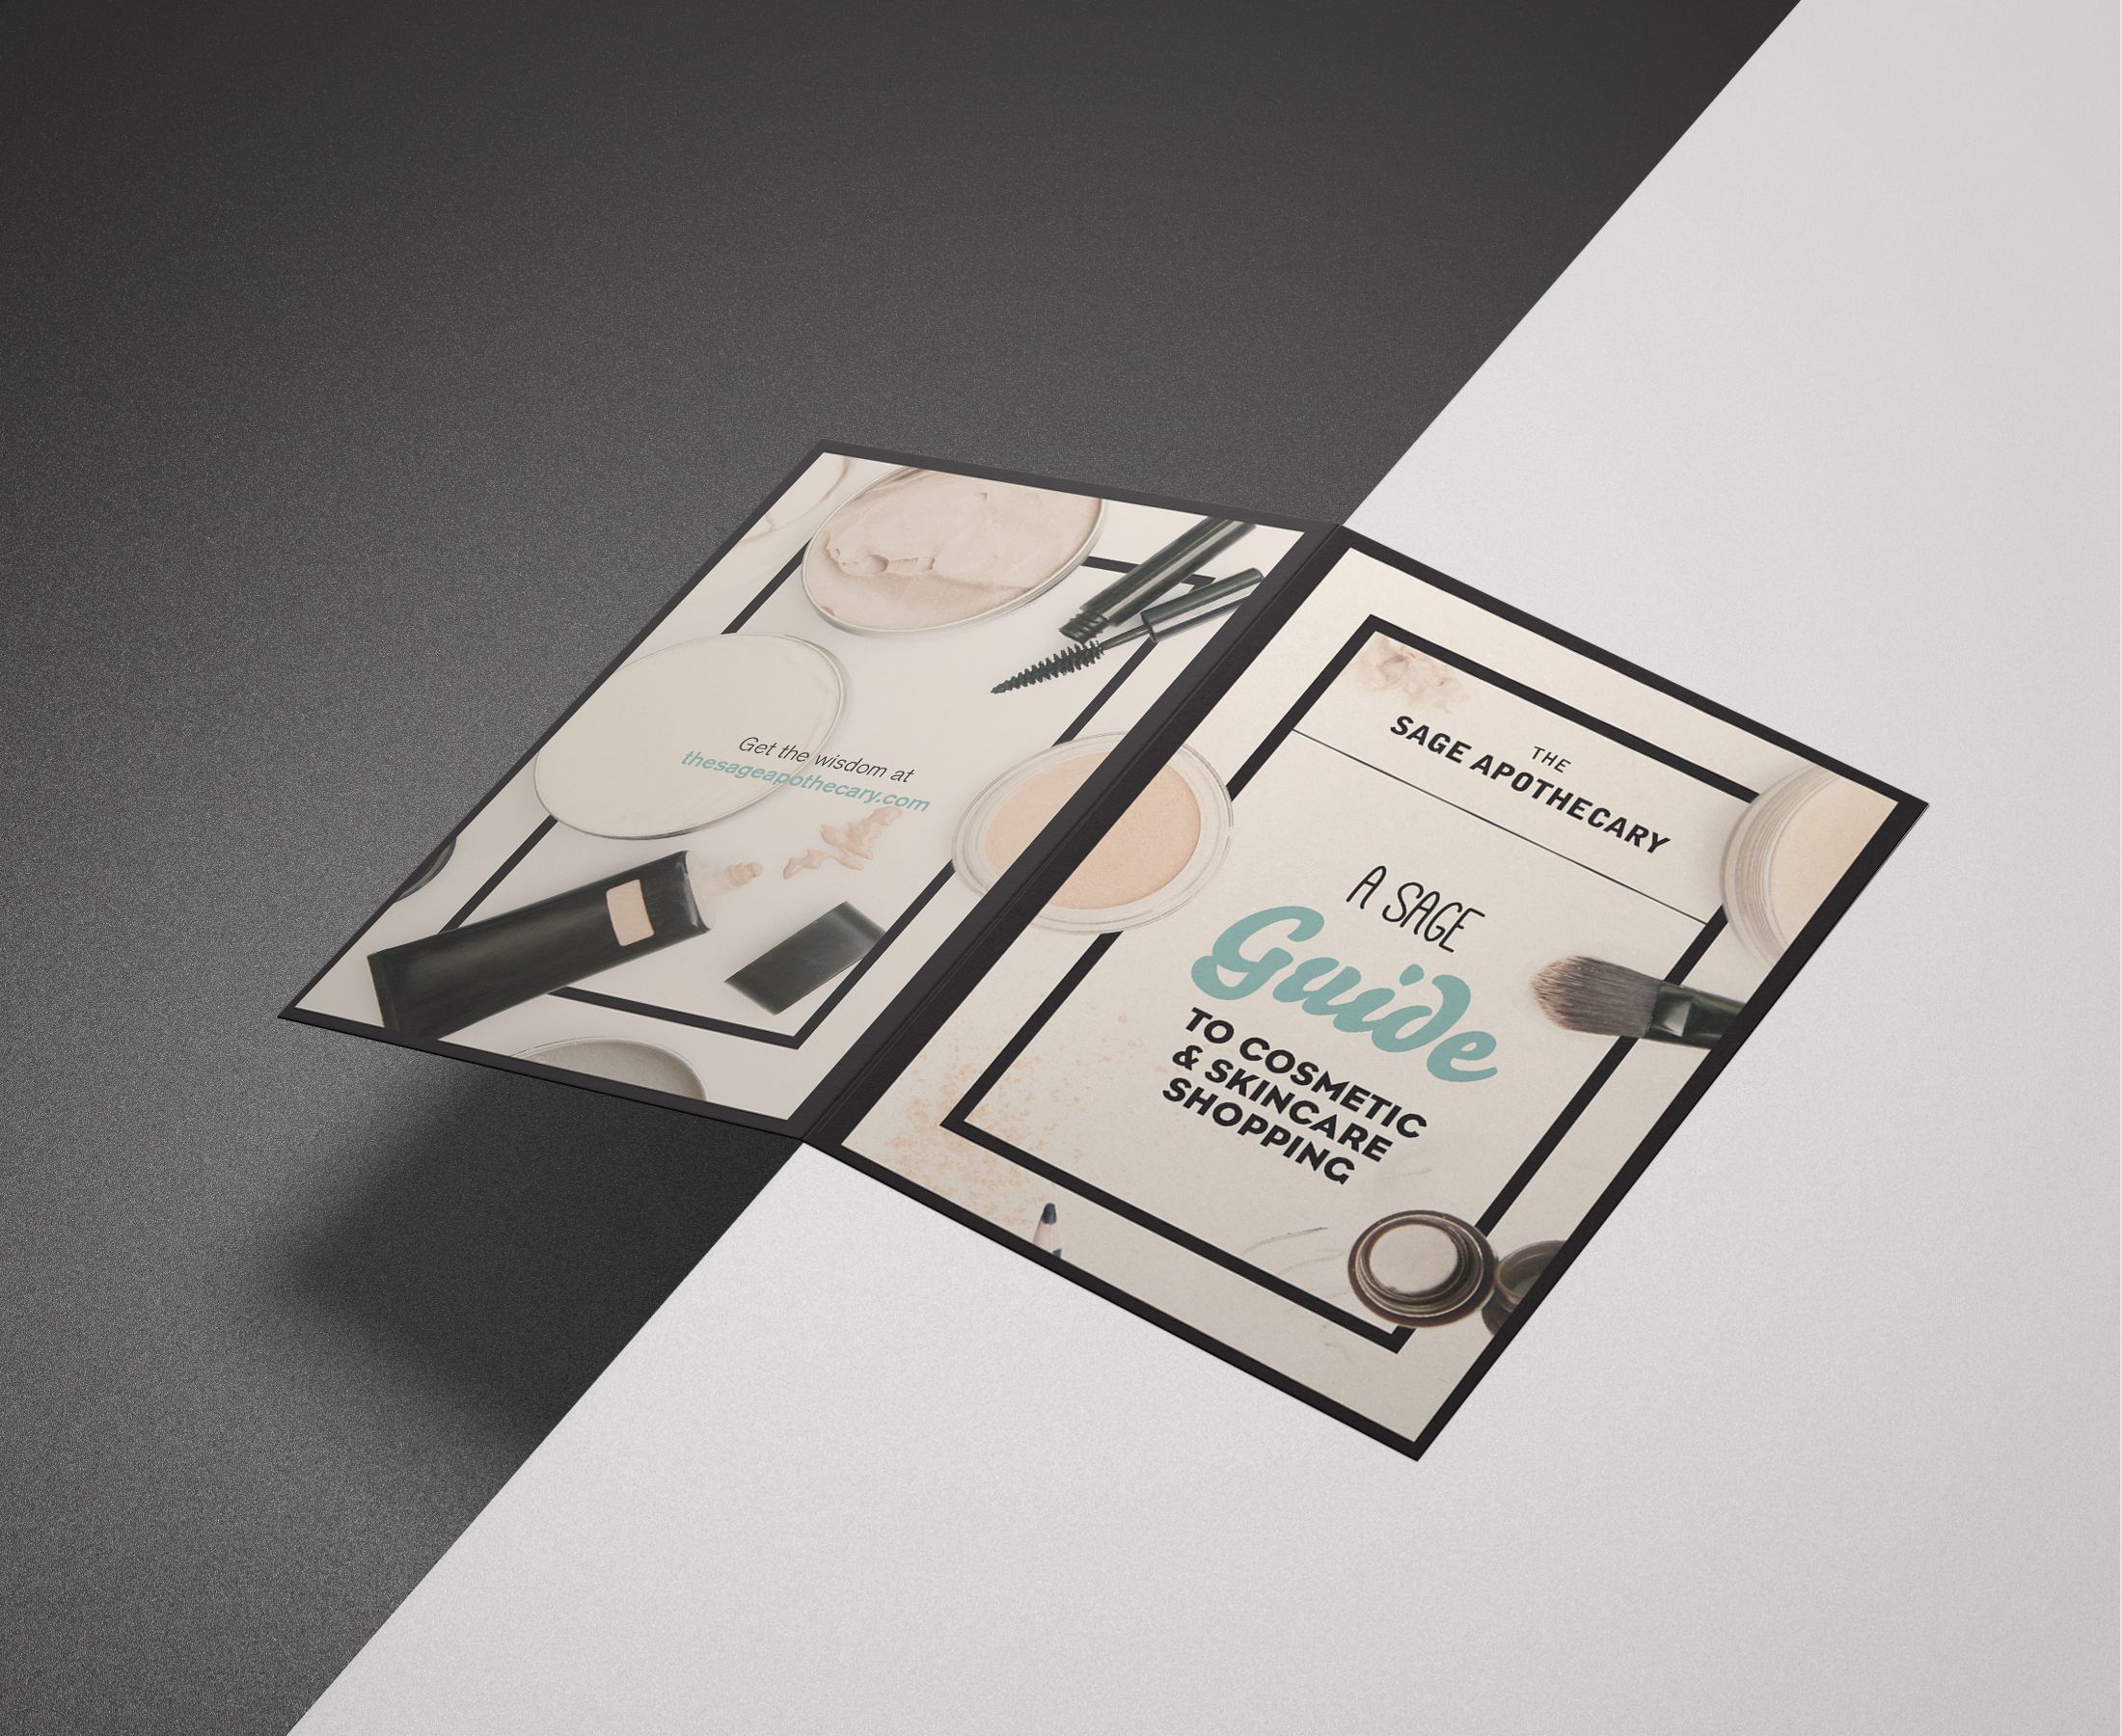 Get the wisdom at
thesageapothecary.com
THE
SAGE APOTHECARY
A SAGE
Guide
TO COSMETIC
& SKINCARE
SHOPPING